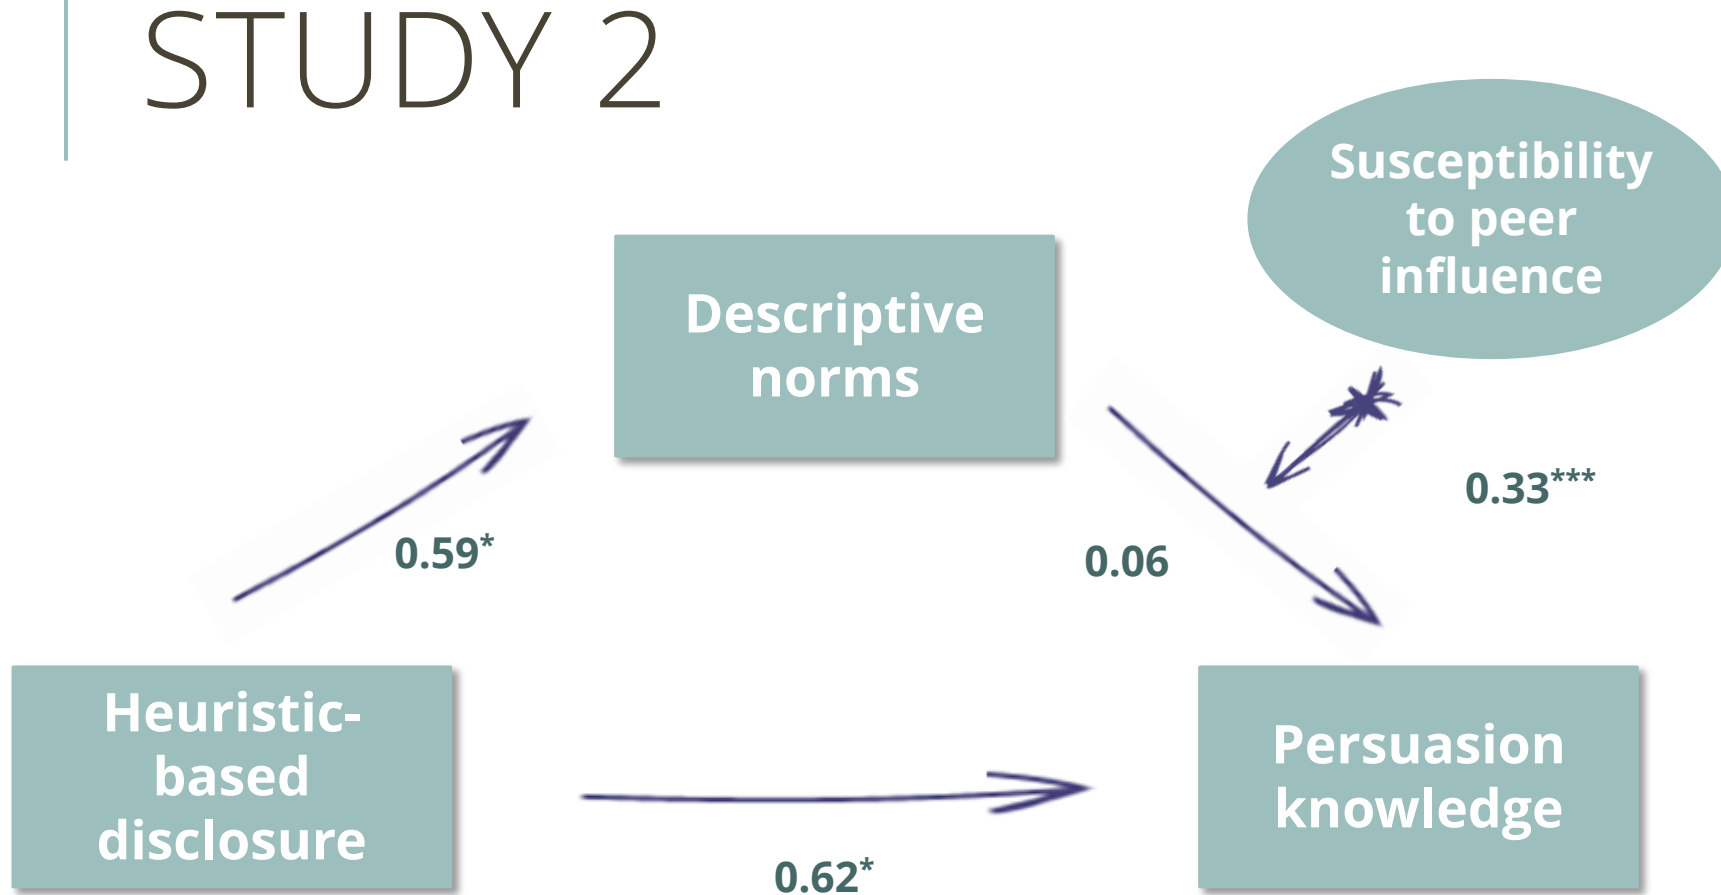 STUDY 2
Susceptibility
to peer
influence
Descriptive
norms
0.33***
0.59*
0.06
Heuristic-
based
disclosure
Persuasion
knowledge
0.62*